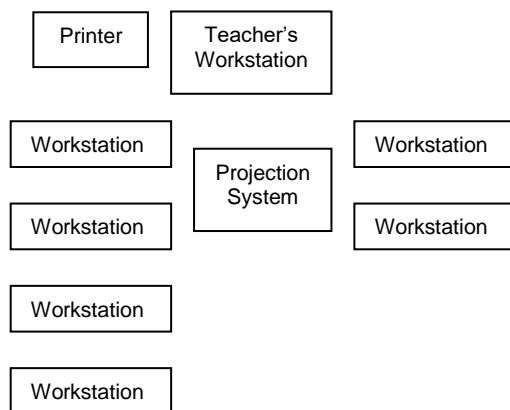 Printer
Teacher’s
Workstation
Workstation
Projection
System
Workstation
Workstation
Workstation
Workstation
Workstation